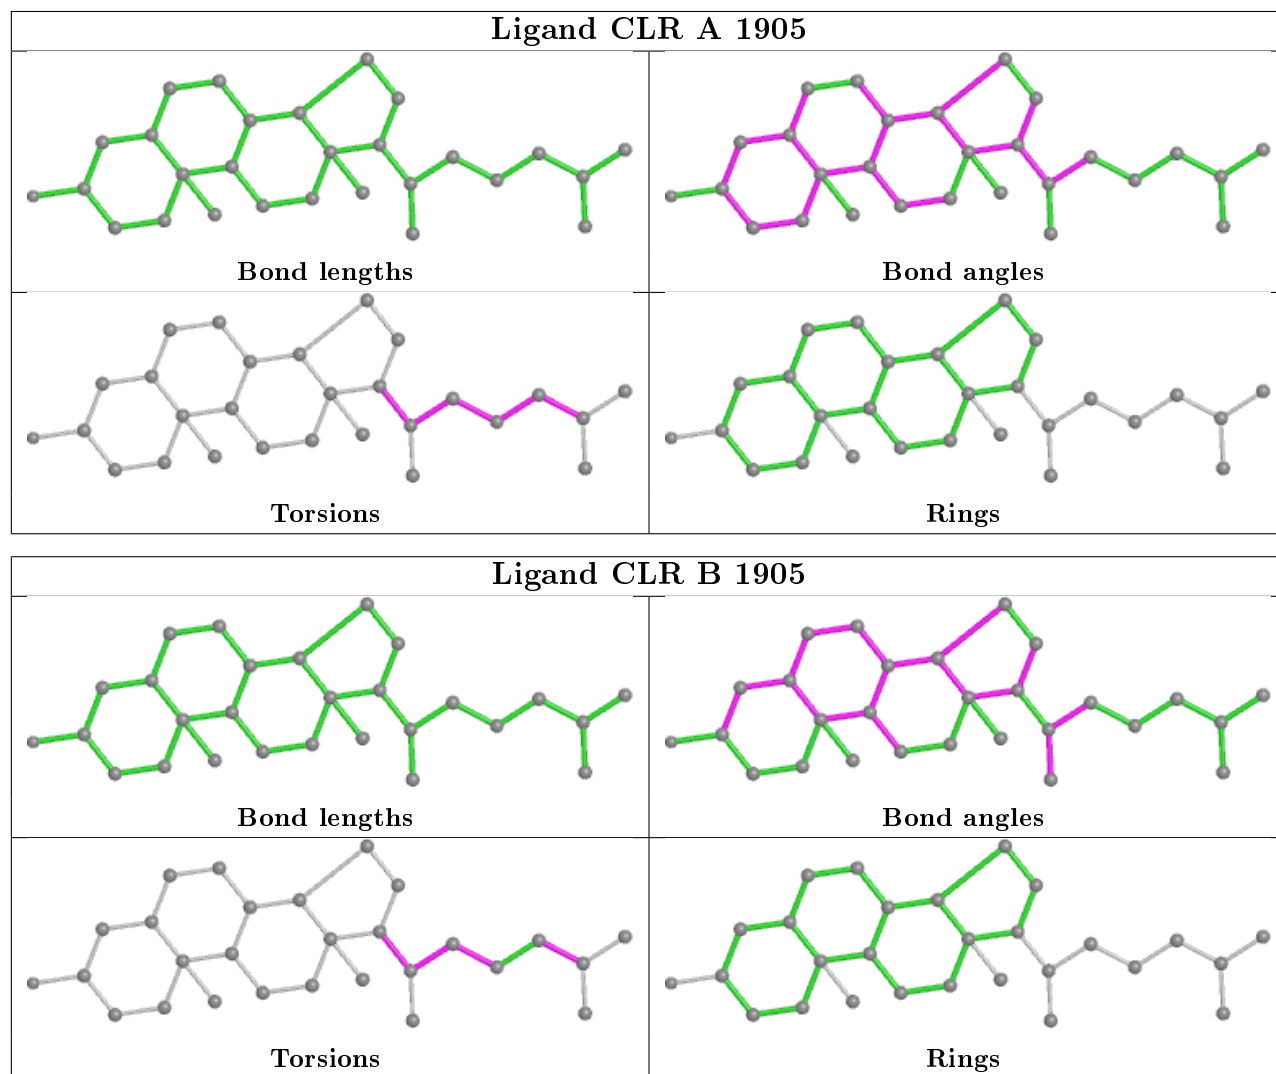 Ligand CLR A 1905
Bond lengths
Bond angles
Torsions
Rings
Ligand CLR B 1905
Bond lengths
Bond angles
Torsions
Rings